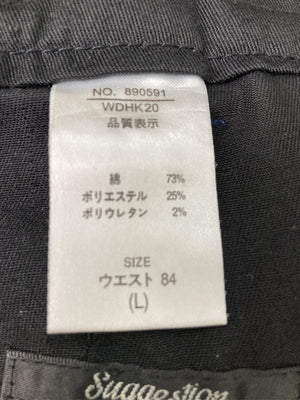 NO. 890591
WDHK20
品質表示
綿 73%
ポリエステル 25%
ポリウレタン 2%
SIZE
ウエスト 84
(L)
Suggestion